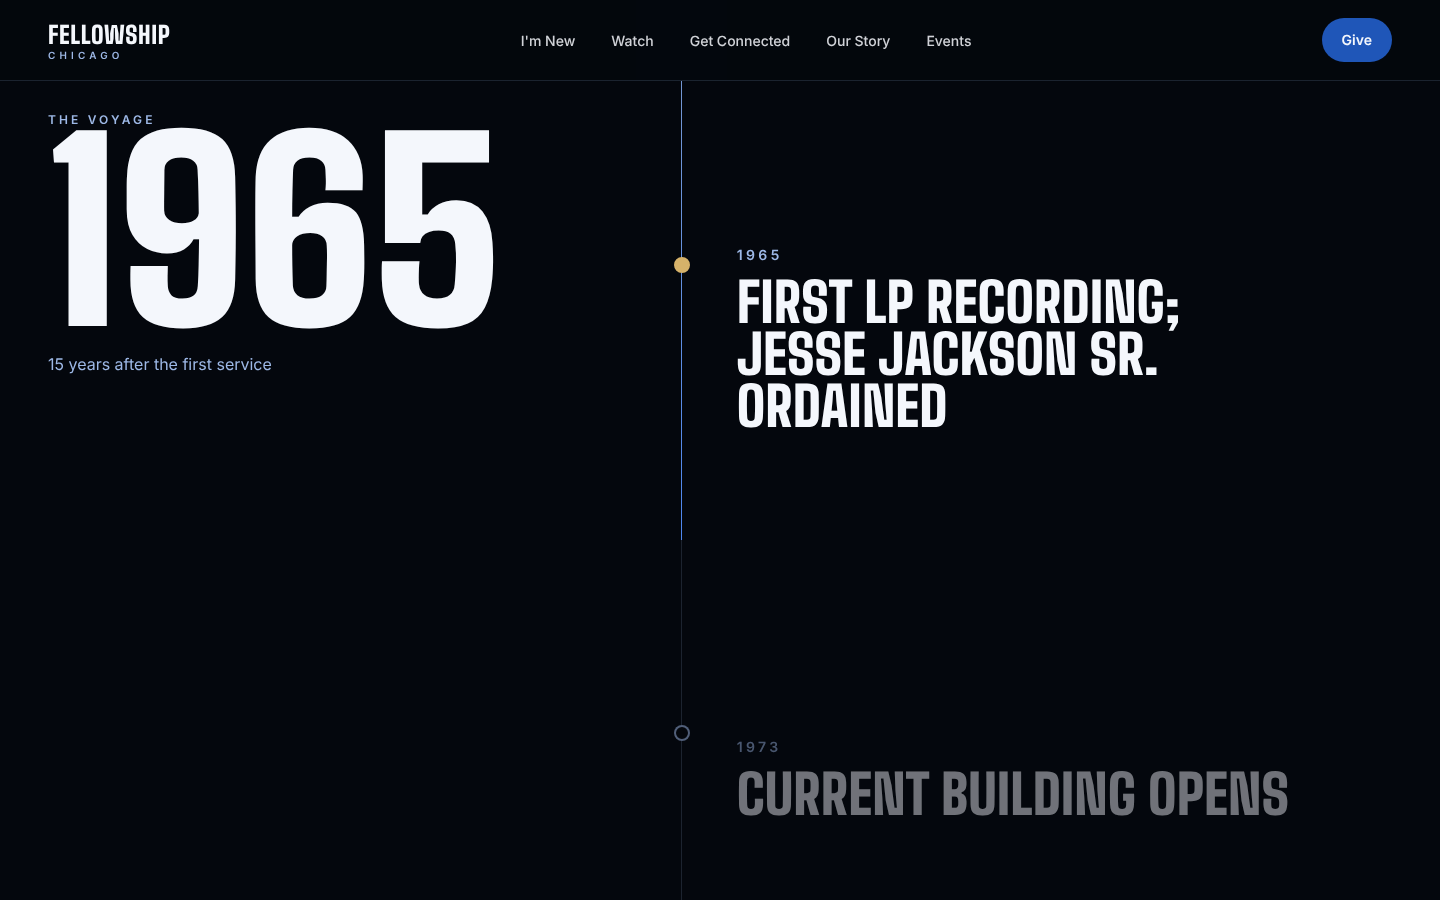 FELLOWSHIP
CHICAGO
I'm New
Watch
Get Connected
Our Story
Events
Give
THE VOYAGE
1965
15 years after the first service
1965
FIRST LP RECORDING;
JESSE JACKSON SR.
ORDAINED
1973
CURRENT BUILDING OPENS